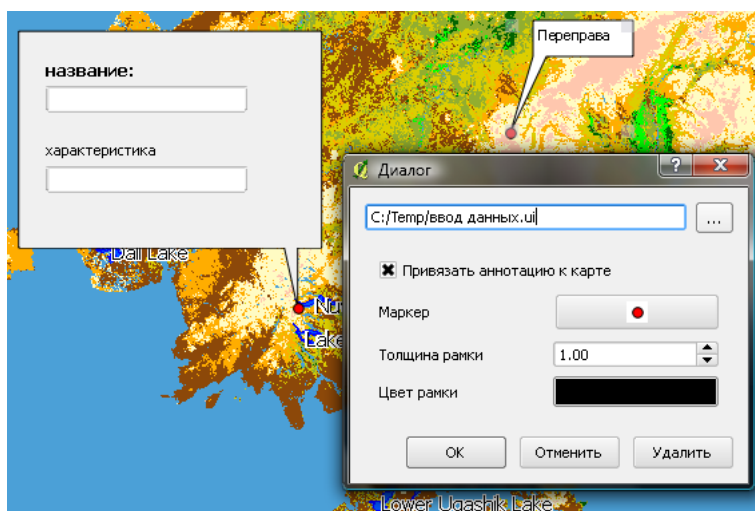 Переправа
название:
характеристика
Dall Lake
Nu
Lake
Диалог
C:/Temp/ввод данных.ui
...
Привязать аннотацию к карте
Маркер
Толщина рамки
1.00
Цвет рамки
OK
Отменить
Удалить
Lower Ugashik Lake